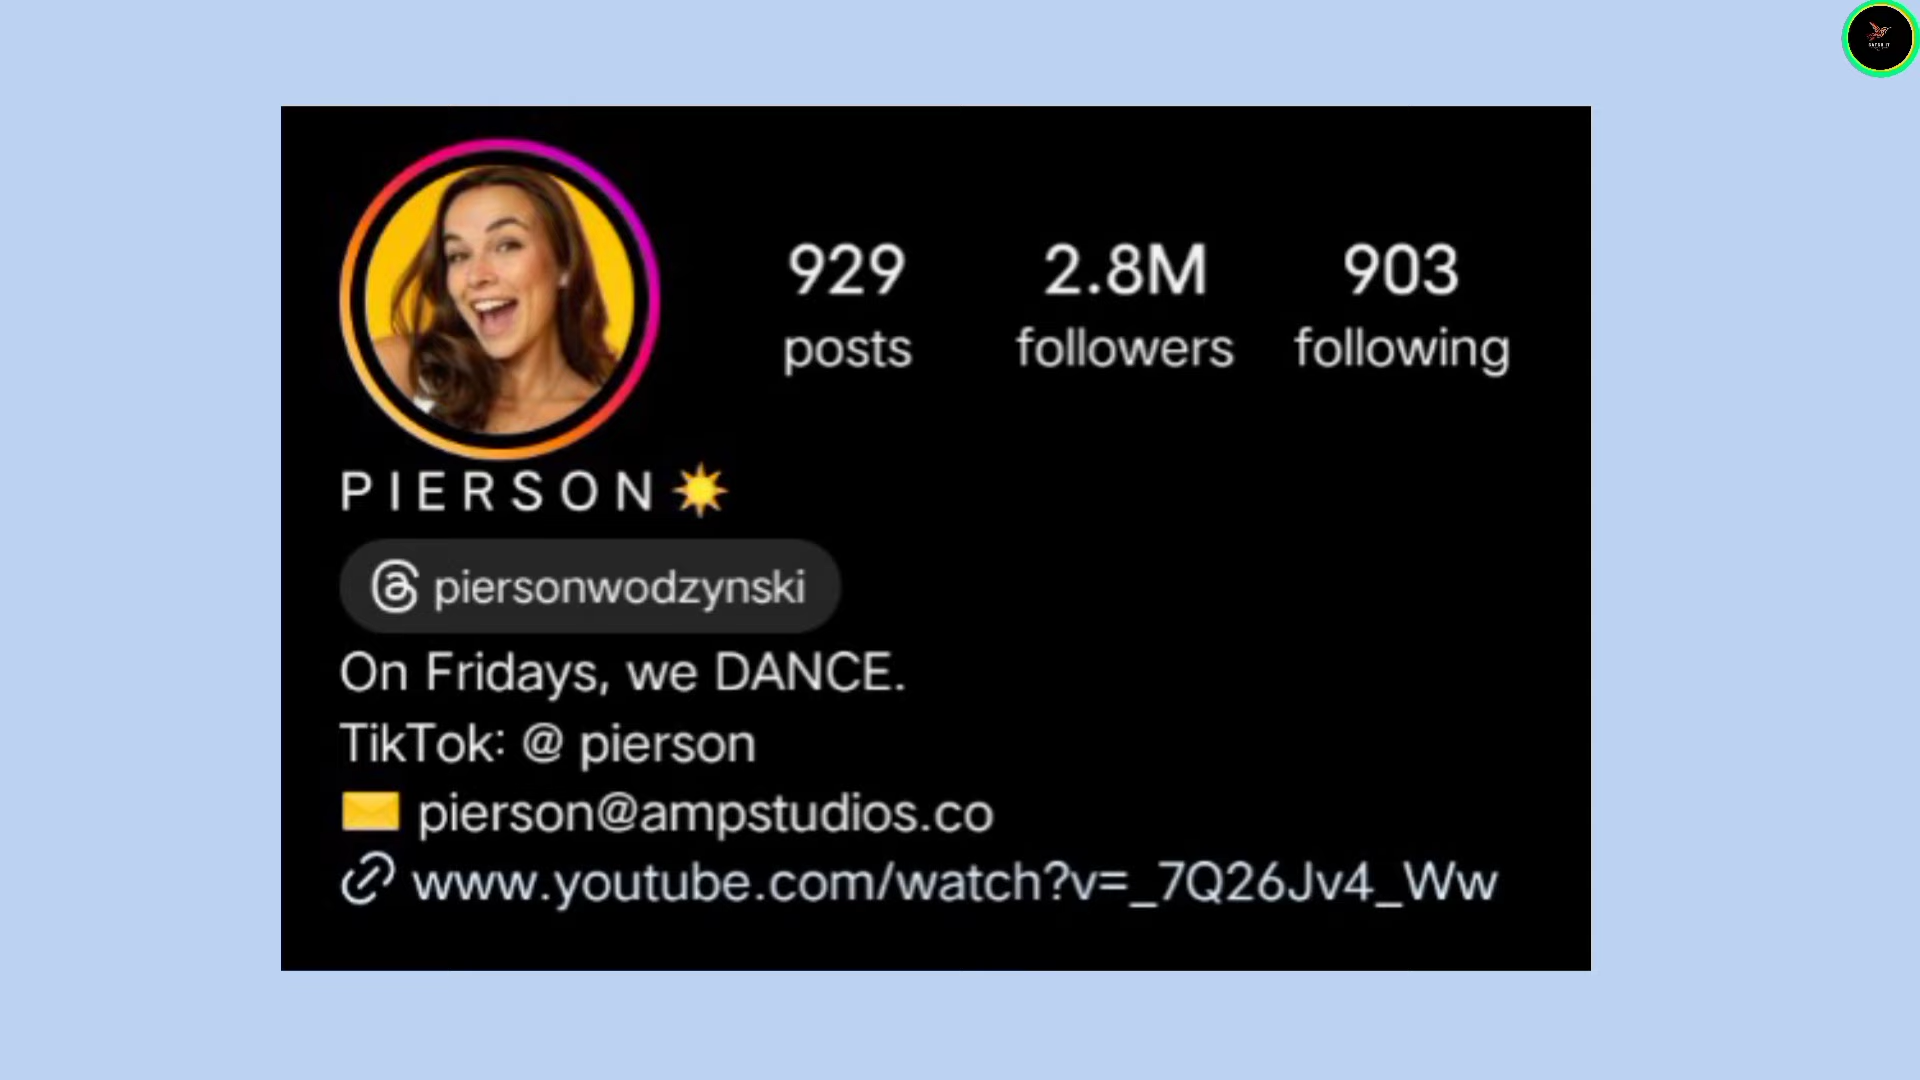 929 2.8M 903
posts followers following
PIERSON
piersonwodzynski
On Fridays, we DANCE.
TikTok: @ pierson
pierson@ampstudios.co
www.youtube.com/watch?v=_7Q26Jv4_Ww